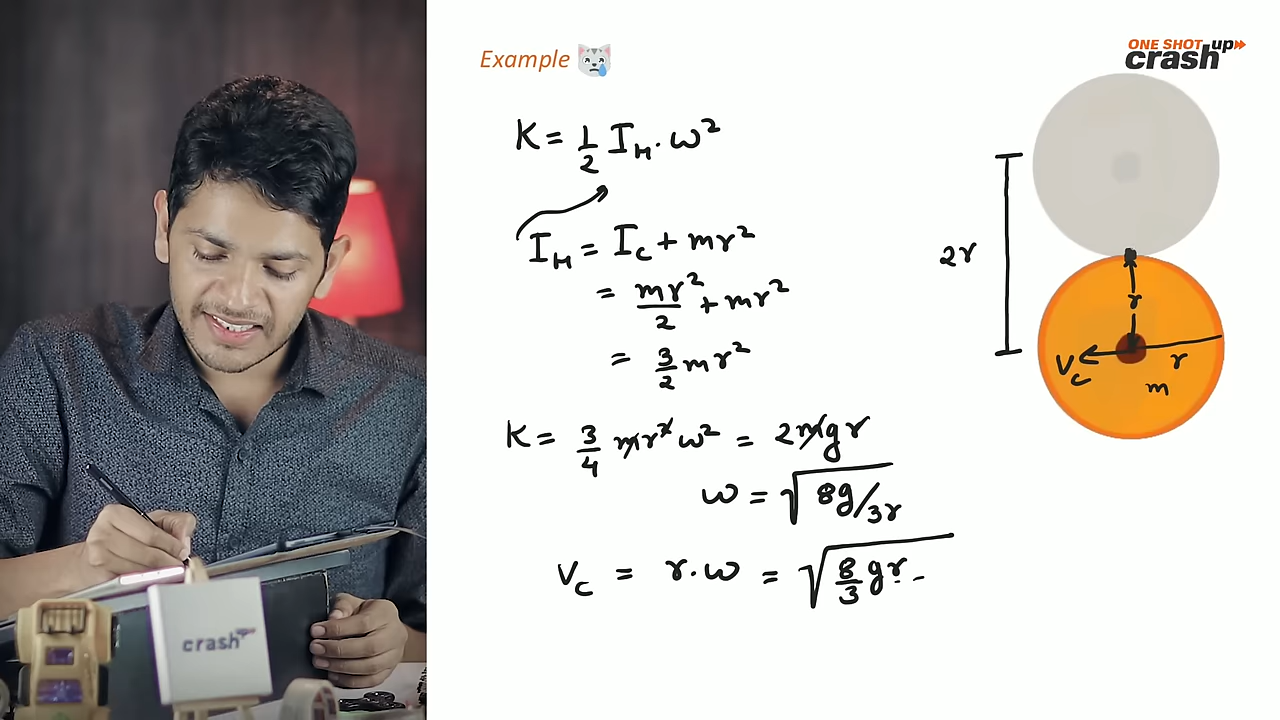 Example
ONE SHOT up
crash
K = 1/2 I_H · ω²
I_H = I_C + mr²
= mr²/2 + mr²
= 3/2 mr²
K = 3/4 mr²ω² = 2mgr
ω = √(8g/3r)
V_C = r·ω = √(8/3 gr)
2r
r
V_C
r
m
crash